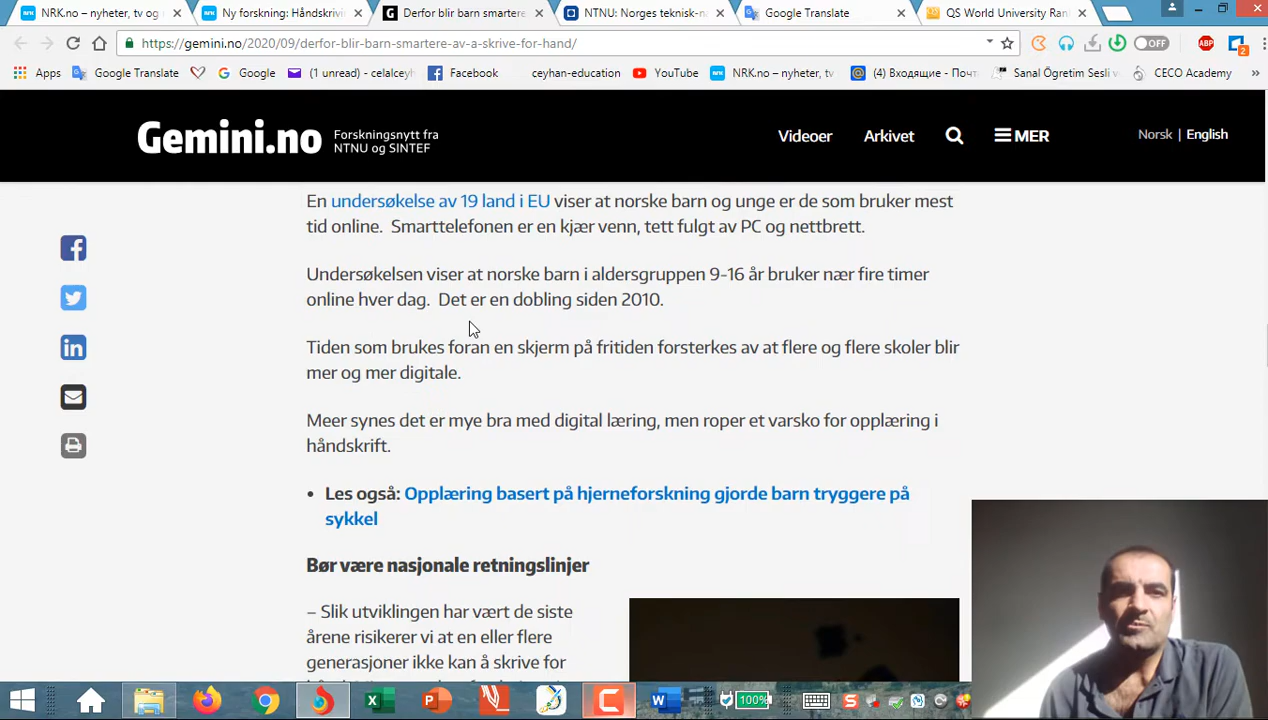 NRK.no – nyheter, tv og
Ny forskning: Håndskrivin
Derfor blir barn smartere
NTNU: Norges teknisk-na
Google Translate
QS World University Ran
https://gemini.no/2020/09/derfor-blir-barn-smartere-av-a-skrive-for-hand/
OFF
ABP
2
Apps
Google Translate
Google
(1 unread) - celalcey
Facebook
ceyhan-education
YouTube
NRK.no – nyheter, tv
(4) Входящие - Почт
Sanal Ögretim Sesli v
CECO Academy
»
Gemini.no
Forskningsnytt fra
NTNU og SINTEF
Videoer
Arkivet
MER
Norsk | English
En undersøkelse av 19 land i EU viser at norske barn og unge er de som bruker mest
tid online. Smarttelefonen er en kjær venn, tett fulgt av PC og nettbrett.
Undersøkelsen viser at norske barn i aldersgruppen 9-16 år bruker nær fire timer
online hver dag. Det er en dobling siden 2010.
Tiden som brukes foran en skjerm på fritiden forsterkes av at flere og flere skoler blir
mer og mer digitale.
Meer synes det er mye bra med digital læring, men roper et varsko for opplæring i
håndskrift.
• Les også: Opplæring basert på hjerneforskning gjorde barn tryggere på
sykkel
Bør være nasjonale retningslinjer
– Slik utviklingen har vært de siste
årene risikerer vi at en eller flere
generasjoner ikke kan å skrive for
100%